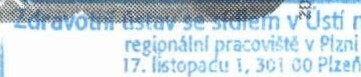 Zdravotní ústav se sídlem v Ústí n
regionální pracoviště v Plzni
17. listopadu 1, 301 00 Plzeň